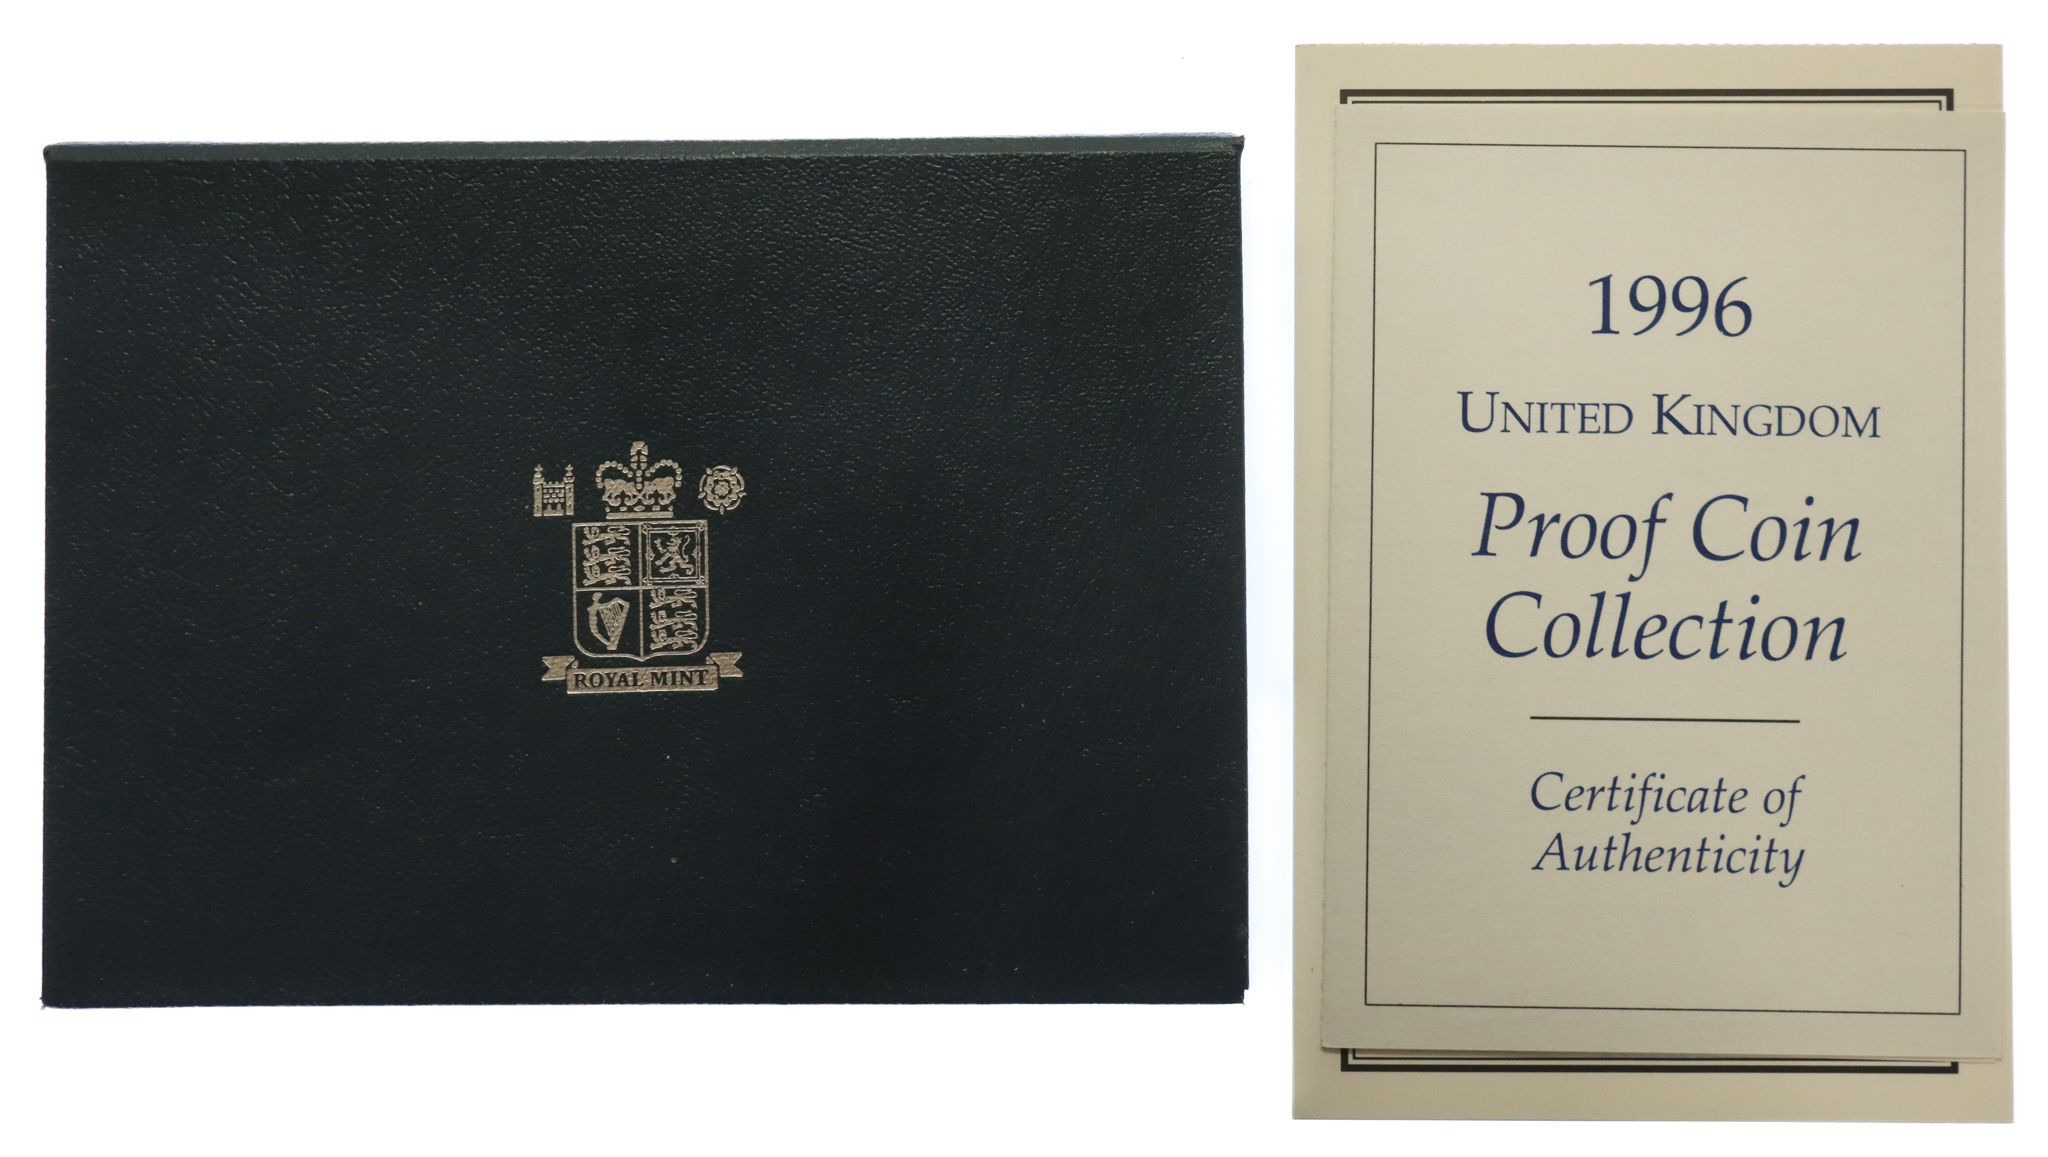 ROYAL MINT
1996
UNITED KINGDOM
Proof Coin
Collection
Certificate of
Authenticity